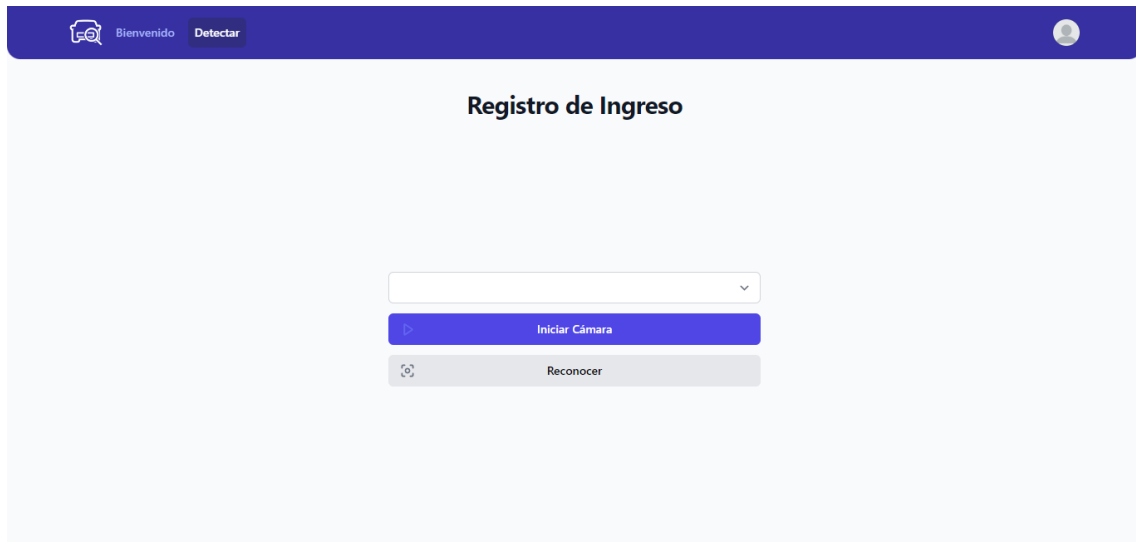 Bienvenido Detectar
Registro de Ingreso
Iniciar Cámara
Reconocer